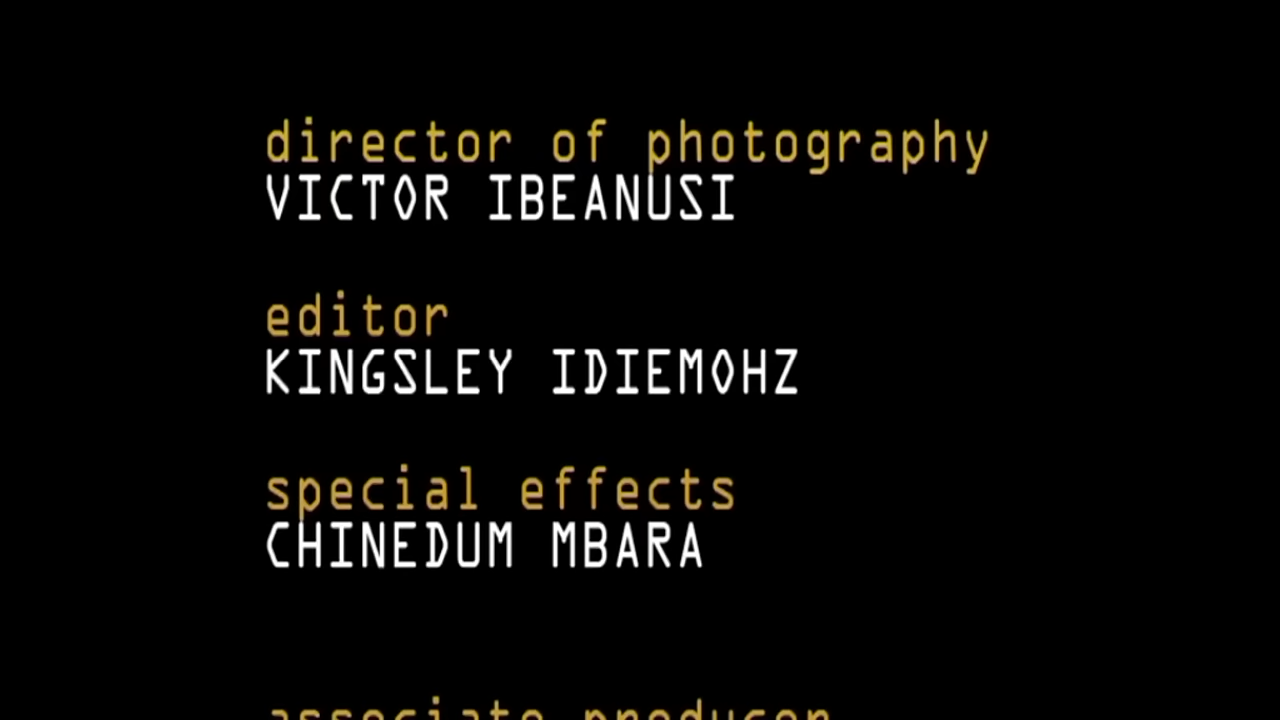 director of photography
VICTOR IBEANUSI
editor
KINGSLEY IDIEMOHZ
special effects
CHINEDUM MBARA
associate producer